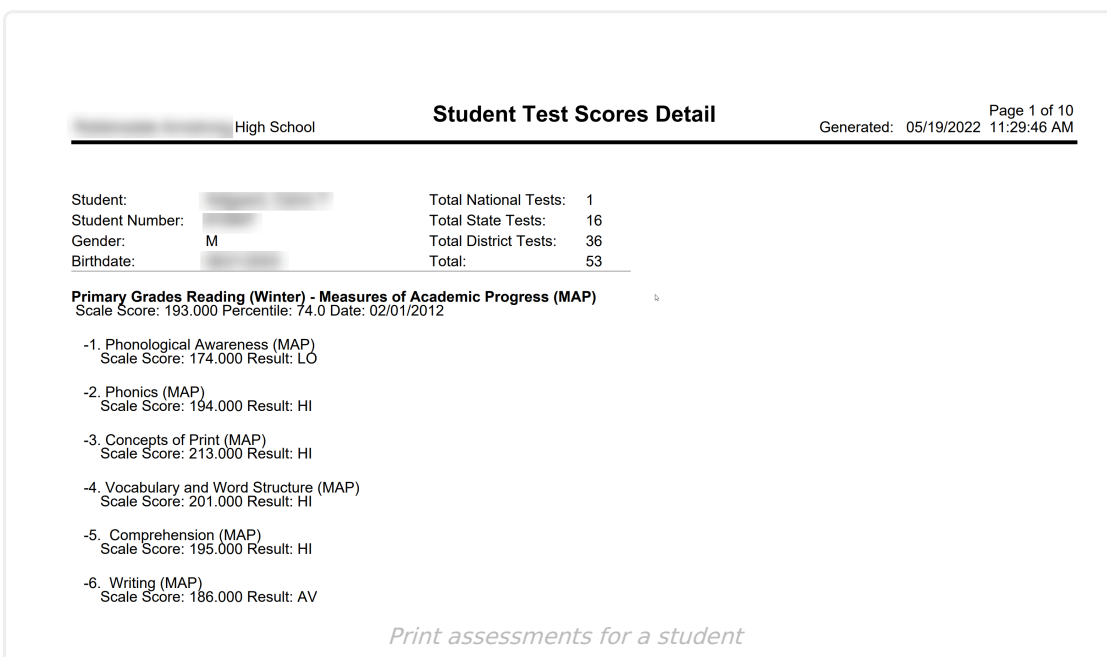 Student Test Scores Detail
Page 1 of 10
High School
Generated: 05/19/2022 11:29:46 AM
Student:
Total National Tests: 1
Student Number:
Total State Tests: 16
Gender: M
Total District Tests: 36
Birthdate:
Total: 53
Primary Grades Reading (Winter) - Measures of Academic Progress (MAP)
Scale Score: 193.000 Percentile: 74.0 Date: 02/01/2012
-1. Phonological Awareness (MAP)
Scale Score: 174.000 Result: LO
-2. Phonics (MAP)
Scale Score: 194.000 Result: HI
-3. Concepts of Print (MAP)
Scale Score: 213.000 Result: HI
-4. Vocabulary and Word Structure (MAP)
Scale Score: 201.000 Result: HI
-5. Comprehension (MAP)
Scale Score: 195.000 Result: HI
-6. Writing (MAP)
Scale Score: 186.000 Result: AV
Print assessments for a student